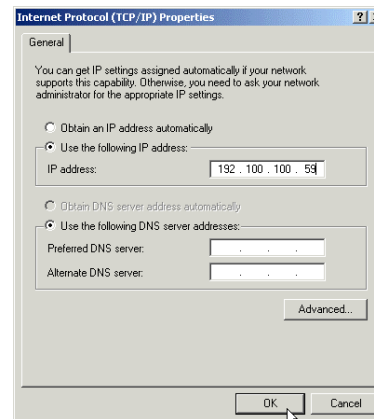 Internet Protocol (TCP/IP) Properties
General
You can get IP settings assigned automatically if your network
supports this capability. Otherwise, you need to ask your network
administrator for the appropriate IP settings.
Obtain an IP address automatically
Use the following IP address:
IP address: 192 . 100 . 100 . 59
Obtain DNS server address automatically
Use the following DNS server addresses:
Preferred DNS server: . . .
Alternate DNS server: . . .
Advanced...
OK Cancel